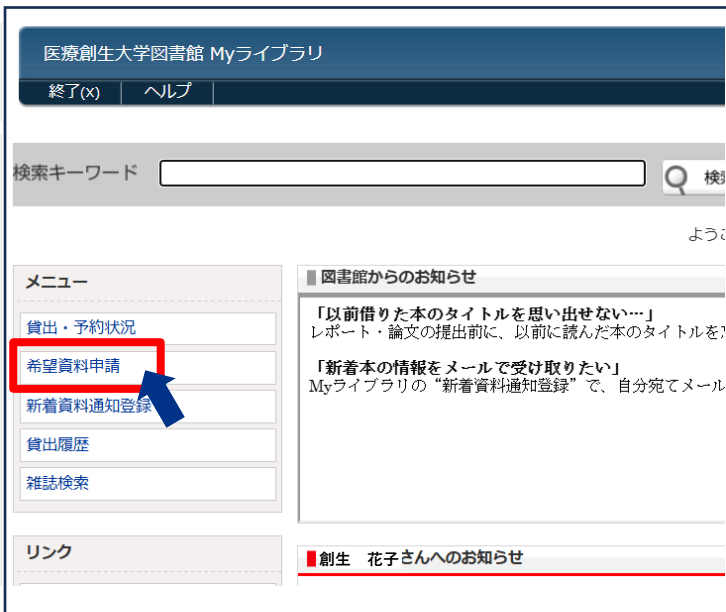 医療創生大学図書館 Myライブラリ
終了(x) ヘルプ
検索キーワード 検
よう
メニュー
貸出・予約状況
希望資料申請
新着資料通知登録
貸出履歴
雑誌検索
リンク
図書館からのお知らせ
「以前借りた本のタイトルを思い出せない…」
レポート・論文の提出前に、以前に読んだ本のタイトルを
「新着本の情報をメールで受け取りたい」
Myライブラリの“新着資料通知登録”で、自分宛てメール
創生 花子さんへのお知らせ